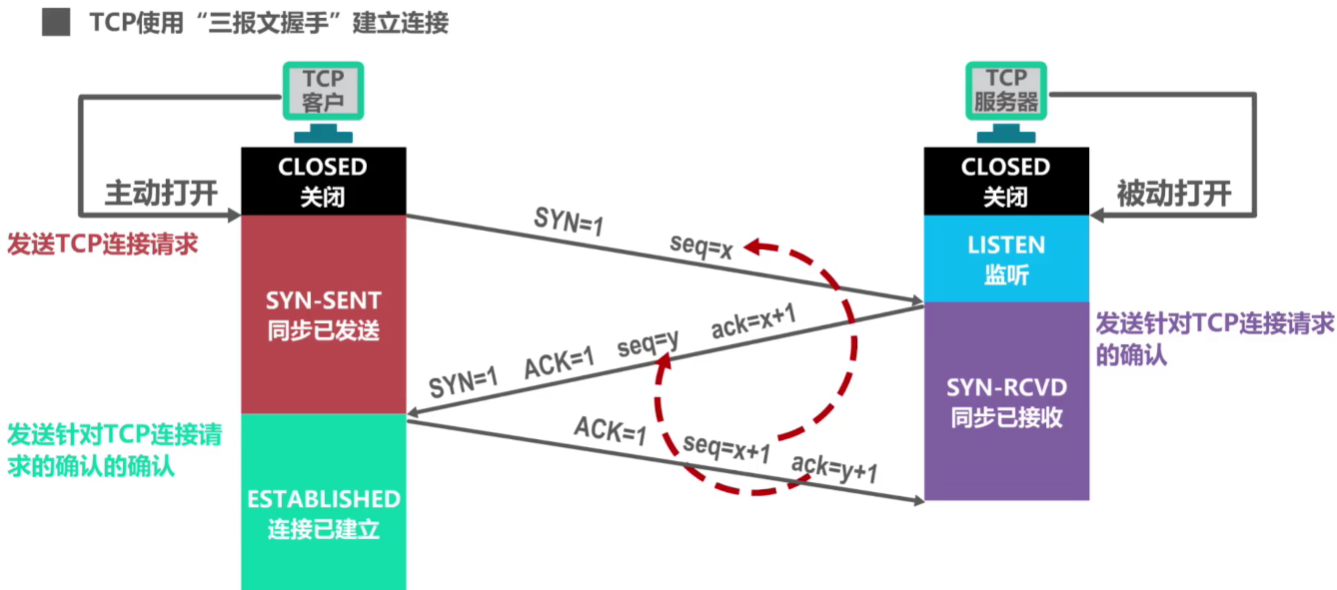 TCP使用“三报文握手”建立连接
TCP
客户
TCP
服务器
CLOSED
关闭
CLOSED
关闭
主动打开
被动打开
发送TCP连接请求
SYN=1
seq=x
LISTEN
监听
SYN-SENT
同步已发送
发送针对TCP连接请求
的确认
SYN=1 ACK=1 seq=y ack=x+1
SYN-RCVD
同步已接收
发送针对TCP连接请
求的确认的确认
ACK=1 seq=x+1 ack=y+1
ESTABLISHED
连接已建立